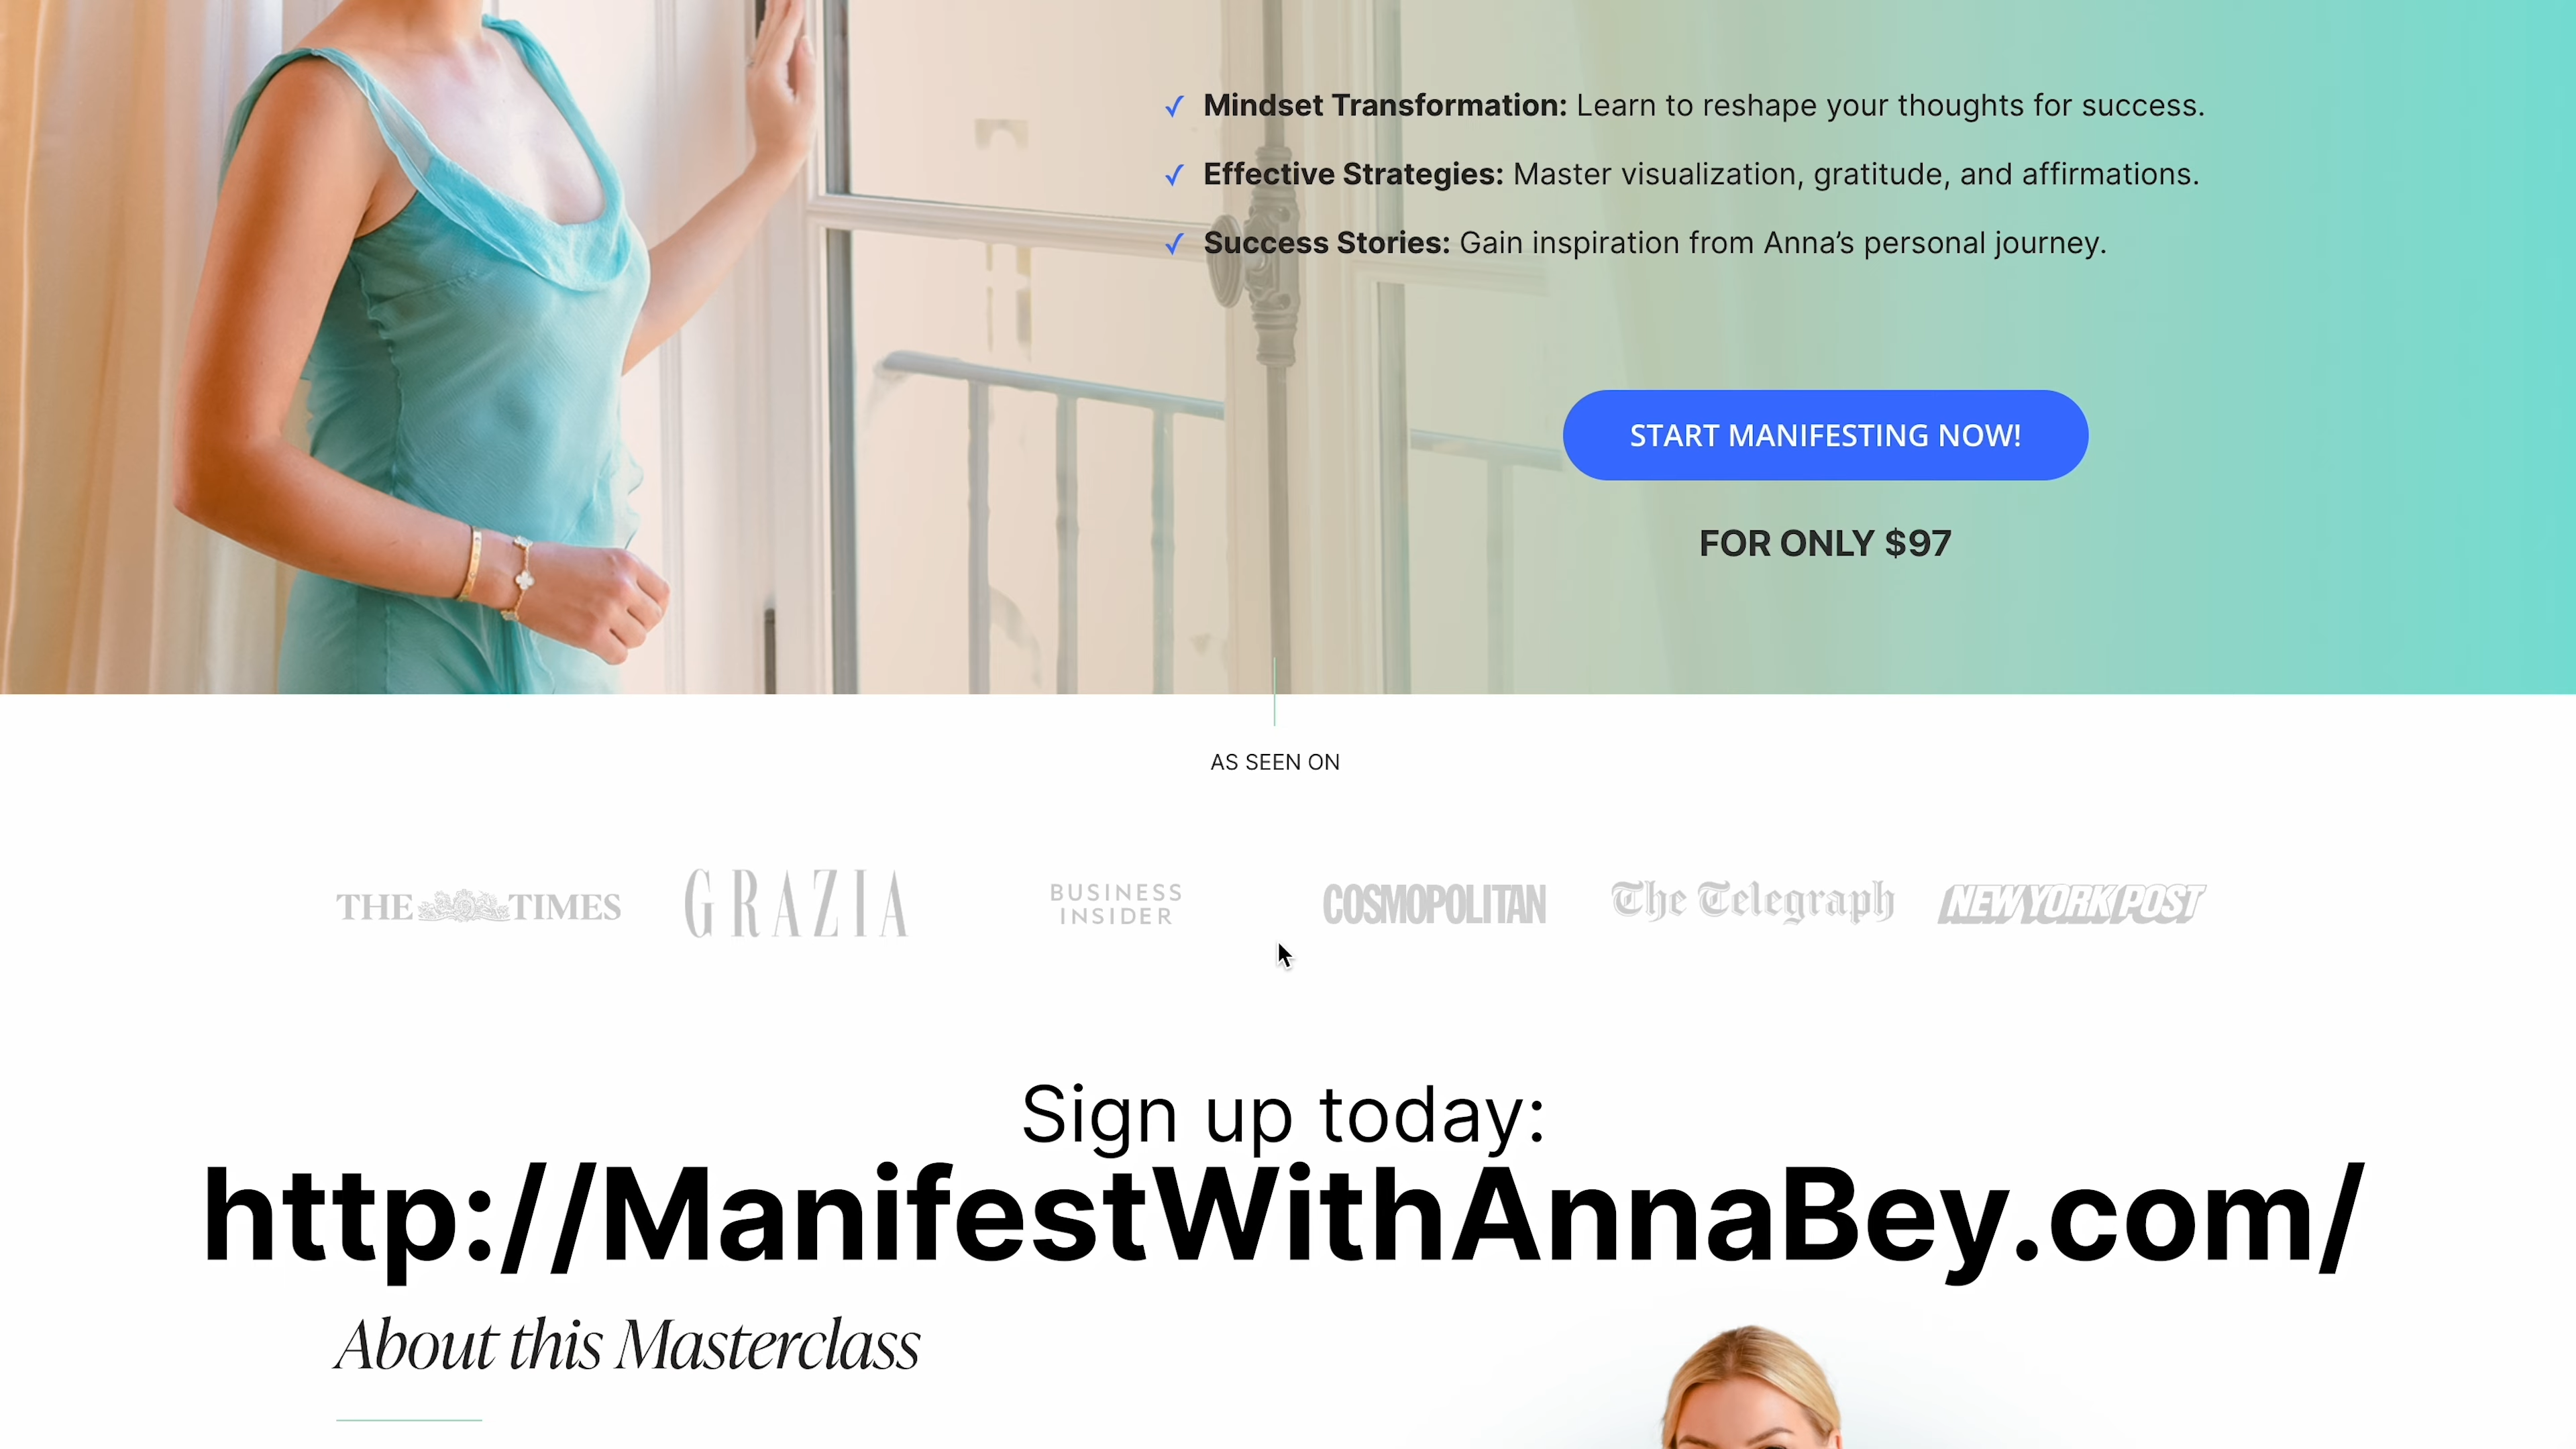 ✓ Mindset Transformation: Learn to reshape your thoughts for success.
✓ Effective Strategies: Master visualization, gratitude, and affirmations.
✓ Success Stories: Gain inspiration from Anna’s personal journey.
START MANIFESTING NOW!
FOR ONLY $97
AS SEEN ON
THE TIMES
GRAZIA
BUSINESS
INSIDER
COSMOPOLITAN
The Telegraph
NEW YORK POST
Sign up today:
http://ManifestWithAnnaBey.com/
About this Masterclass